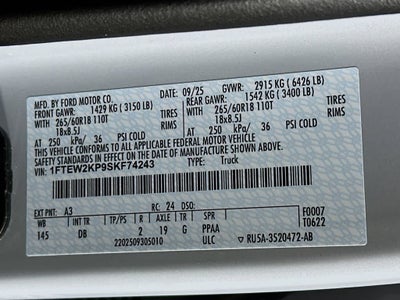 MFD. BY FORD MOTOR CO. 09/25 GVWR: 2915 KG ( 6426 LB)
FRONT GAWR: 1429 KG ( 3150 LB) REAR GAWR: 1542 KG ( 3400 LB)
WITH 265/60R18 110T TIRES WITH 265/60R18 110T TIRES
18x8.5J RIMS 18x8.5J RIMS
AT 250 kPa/ 36 PSI COLD AT 250 kPa/ 36 PSI COLD
THIS VEHICLE CONFORMS TO ALL APPLICABLE FEDERAL MOTOR VEHICLE
SAFETY STANDARDS IN EFFECT ON THE DATE OF MANUFACTURE SHOWN ABOVE.
VIN: 1FTEW2KP9SKF74243
TYPE: Truck
EXT PNT: A3 RC: 24 DSO: F0007
WB BRK INT TR TP/PS R AXLE TR SPR T0622
145 DB 2 19 G PPAA
2202509305010 ULC RU5A-3520472-AB